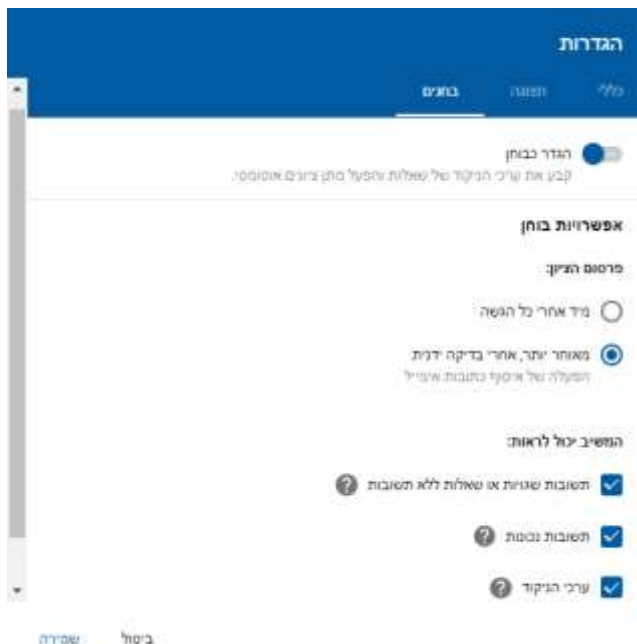 הגדרות
כללי תצוגה בחנים
הגדר כבוחן
קבע את ערכי הניקוד של שאלות והפעל מתן ציונים אוטומטי.
אפשרויות בוחן
פרסום הציון:
מיד אחרי כל הגשה
מאוחר יותר, אחרי בדיקה ידנית
הפעלה של איסוף כתובות אימייל
המשיב יכול לראות:
תשובות שגויות או שאלות ללא תשובות
תשובות נכונות
ערכי הניקוד
ביטול שמירה